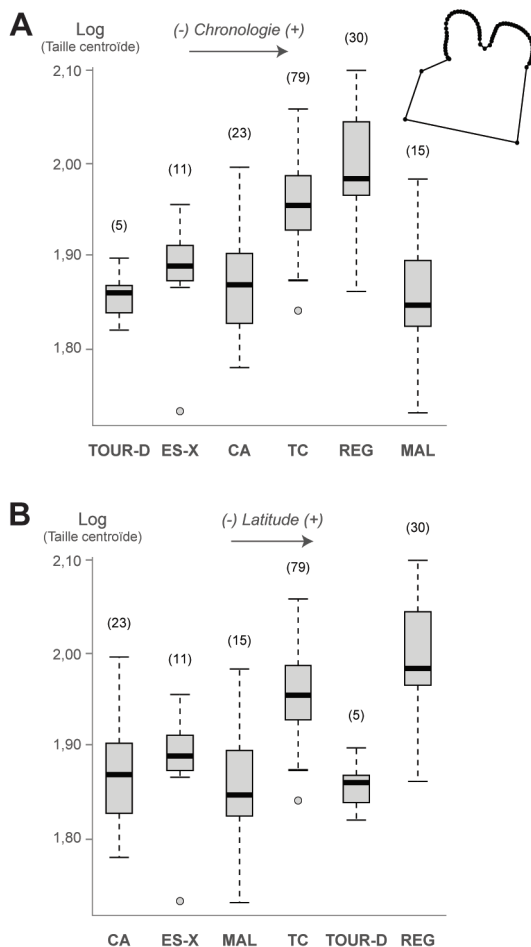 A
Log
(Taille centroïde)
(-) Chronologie (+)
(30)
2,10
(79)
(23)
(15)
2,00
(11)
(5)
1,90
1,80
TOUR-D ES-X CA TC REG MAL
B
Log
(Taille centroïde)
(-) Latitude (+)
(30)
2,10
(79)
(23)
(15)
(11)
2,00
(5)
1,90
1,80
CA ES-X MAL TC TOUR-D REG